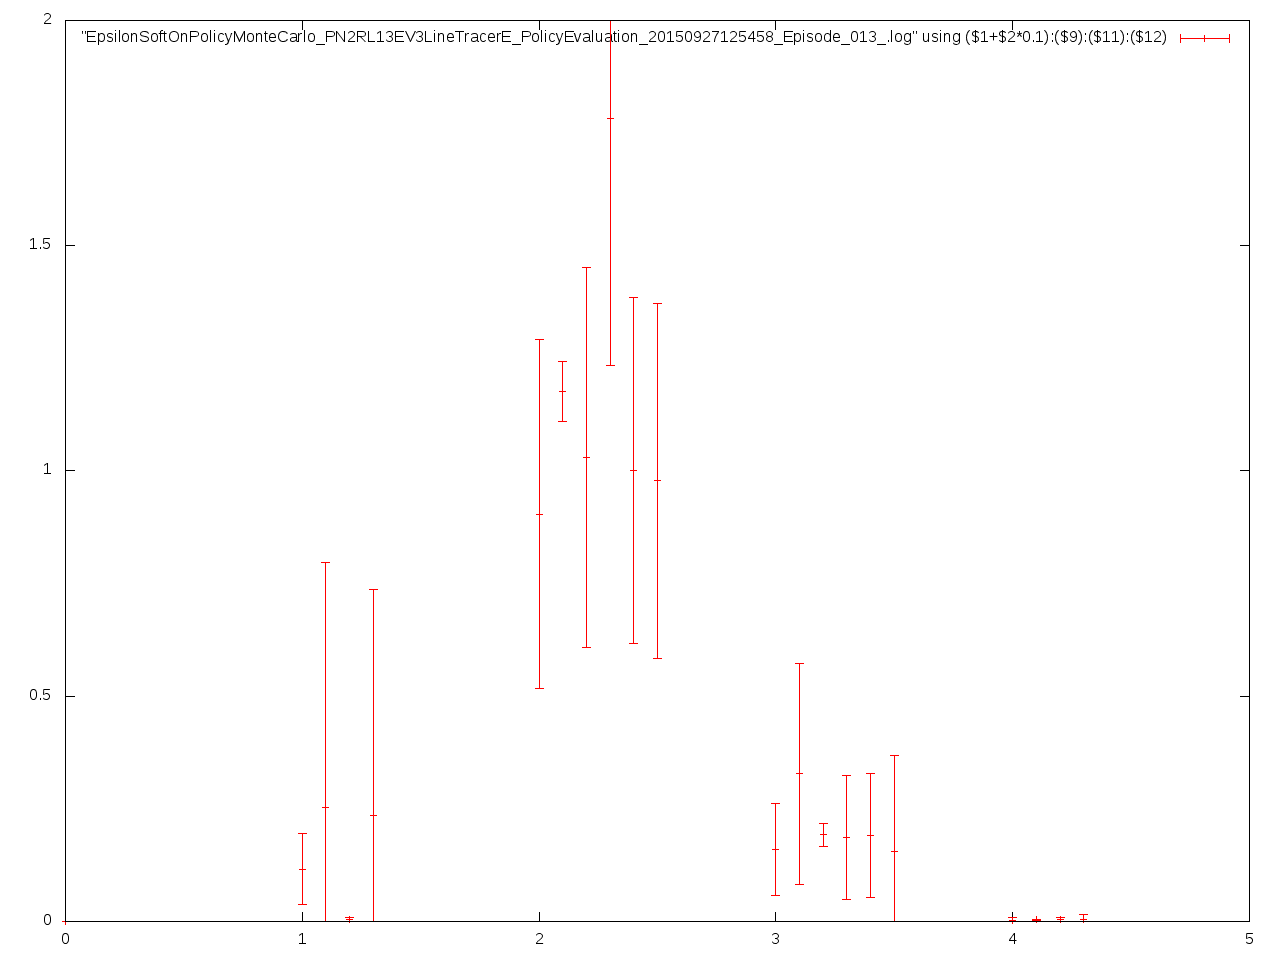 2
"EpsilonSoftOnPolicyMonteCarlo_PN2RL13EV3LineTracerE_PolicyEvaluation_20150927125458_Episode_013_.log" using ($1+$2*0.1):($9):($11):($12)
1.5
1
0.5
0
0 1 2 3 4 5